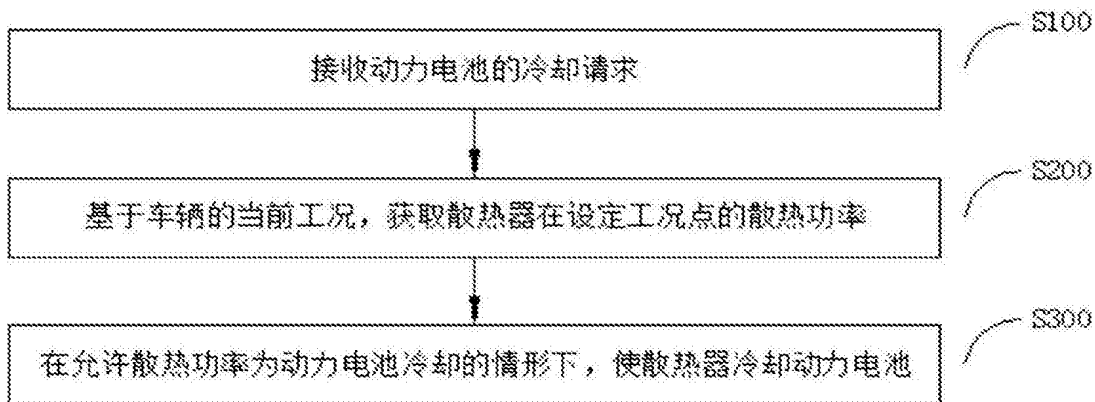 S100
接收动力电池的冷却请求
S200
基于车辆的当前工况，获取散热器在设定工况点的散热功率
S300
在允许散热功率为动力电池冷却的情形下，使散热器冷却动力电池